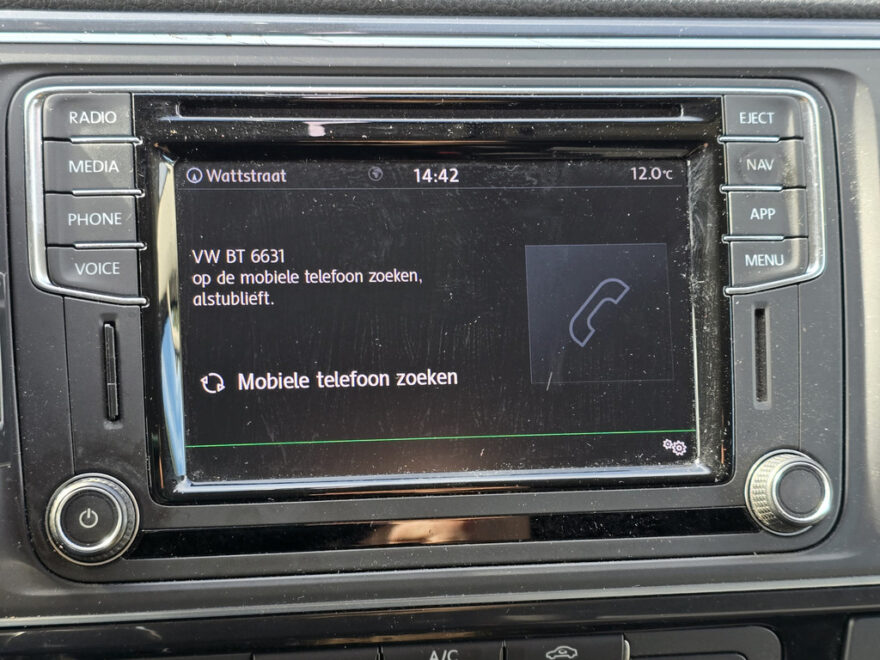 RADIO
MEDIA
PHONE
VOICE
EJECT
NAV
APP
MENU
Wattstraat 14:42 12.0°C
VW BT 6631
op de mobiele telefoon zoeken,
alstublieft.
Mobiele telefoon zoeken
A/C